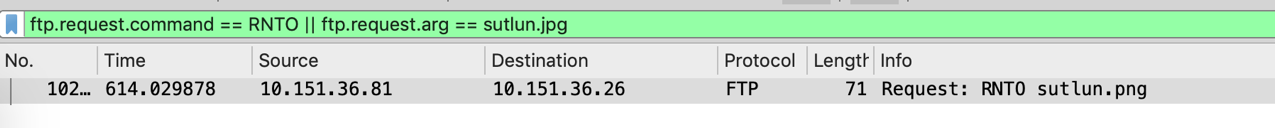 ftp.request.command == RNTO || ftp.request.arg == sutlun.jpg
No. Time Source Destination Protocol Length Info
102… 614.029878 10.151.36.81 10.151.36.26 FTP 71 Request: RNTO sutlun.png